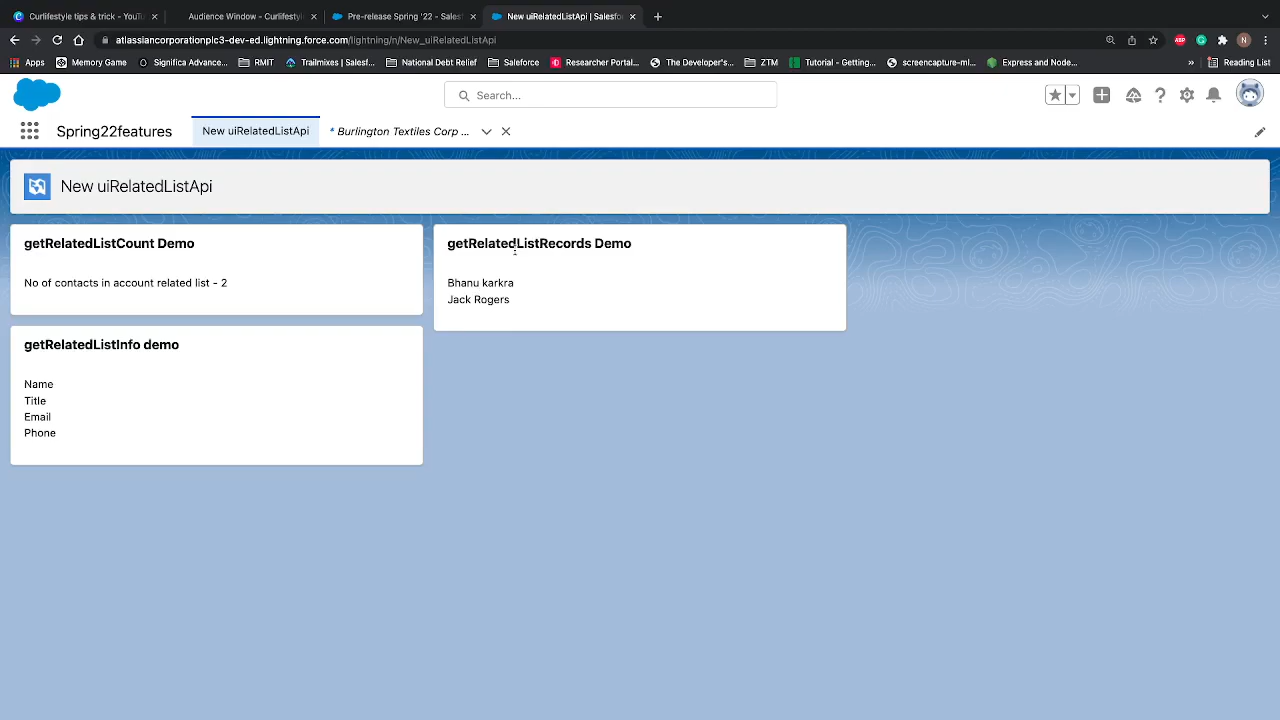 Curlifestyle tips & trick - YouTu
Audience Window - Curlifestyl
Pre-release Spring '22 - Salesf
New uiRelatedListApi | Salesfo
atlassiancorporationplc3-dev-ed.lightning.force.com/lightning/n/New_uiRelatedListApi
Apps
Memory Game
Significa Advance...
RMIT
Trailmixes | Salesf...
National Debt Relief
Salesforce
Researcher Portal...
The Developer's...
ZTM
Tutorial - Getting...
screencapture-ml...
Express and Node...
»
Reading List
Search...
Spring22features
New uiRelatedListApi
* Burlington Textiles Corp ...
New uiRelatedListApi
getRelatedListCount Demo
No of contacts in account related list - 2
getRelatedListRecords Demo
Bhanu karkra
Jack Rogers
getRelatedListInfo demo
Name
Title
Email
Phone